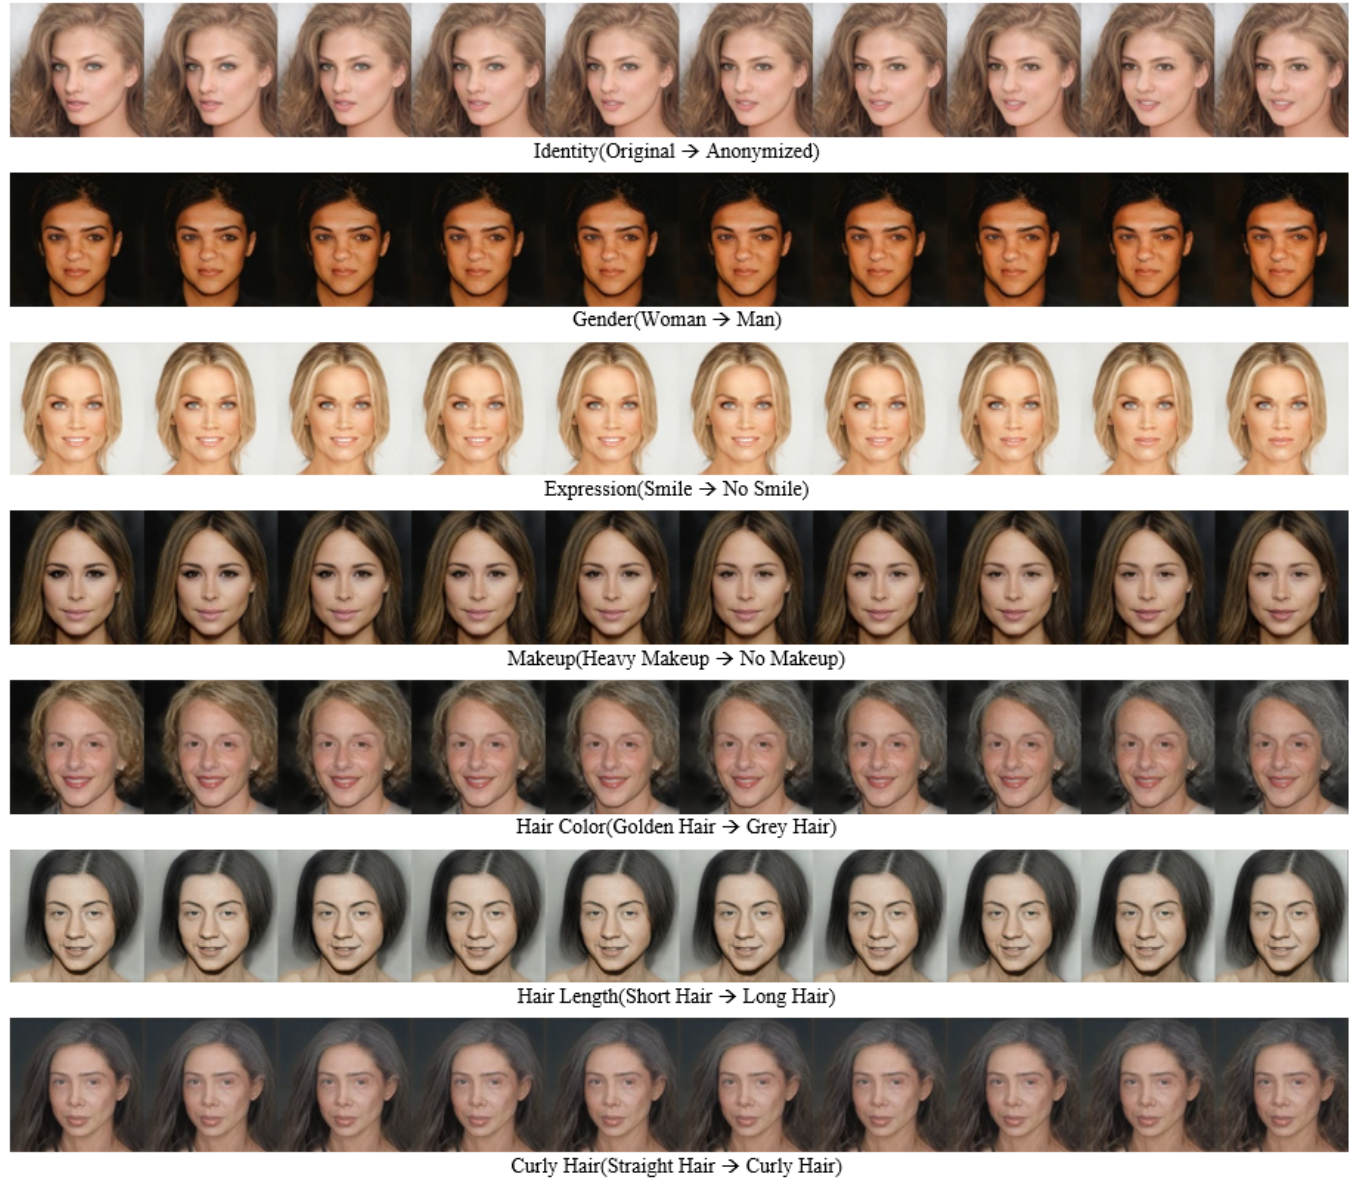 Identity(Original → Anonymized)
Gender(Woman → Man)
Expression(Smile → No Smile)
Makeup(Heavy Makeup → No Makeup)
Hair Color(Golden Hair → Grey Hair)
Hair Length(Short Hair → Long Hair)
Curly Hair(Straight Hair → Curly Hair)